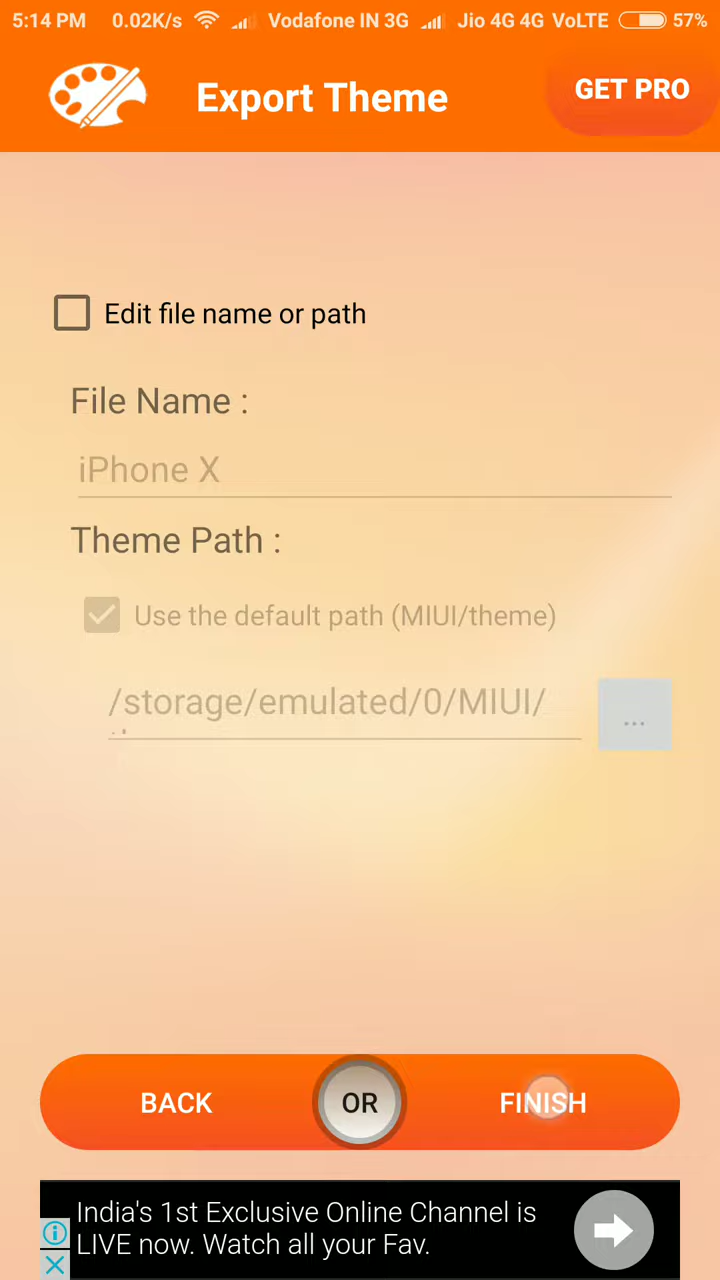 5:14 PM 0.02K/s Vodafone IN 3G Jio 4G 4G VoLTE 57%
Export Theme
GET PRO
Edit file name or path
File Name :
iPhone X
Theme Path :
Use the default path (MIUI/theme)
/storage/emulated/0/MIUI/
...
BACK OR FINISH
India's 1st Exclusive Online Channel is
LIVE now. Watch all your Fav.